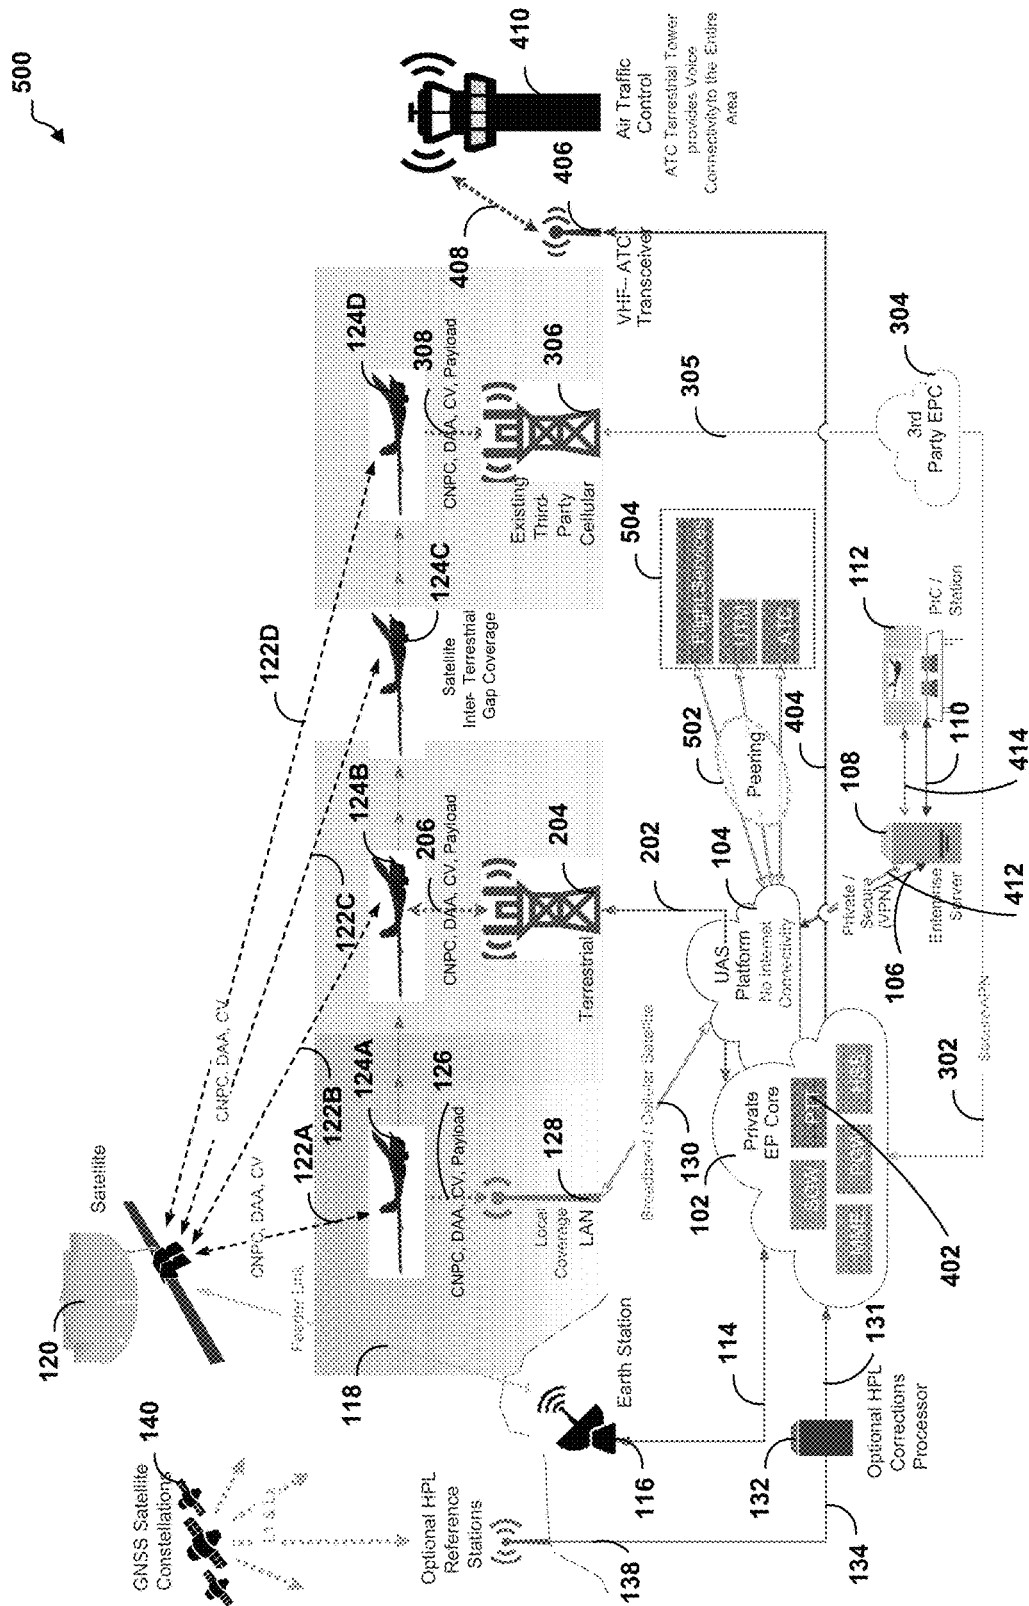 500
GNSS Satellite
Constellations
140
L1 & Lx
Optional HPL
Reference
Stations
138
134
120
Satellite
Feeder Link
118
CNPC, DAA, CV
122A
CNPC, DAA, CV
122B
122C
122D
124A
124B
124C
124D
CNPC, DAA, CV, Payload
126
CNPC, DAA, CV, Payload
206
CNPC, DAA, CV, Payload
308
Satellite
Inter- Terrestrial
Gap Coverage
Local
Coverage
LAN
128
Terrestrial
204
Existing
Third-
Party
Cellular
306
408
410
Air Traffic
Control
ATC Terrestrial Tower
provides Voice
Connectivity to the Entire
Area
406
VHF – ATC
Transceiver
Earth Station
116
114
Broadband / Cellular/Satellite
130
202
UAS
Platform
No Internet
Connectivity
104
Peering
502
504
404
305
3rd
Party EPC
304
102
Private
EP Core
402
131
132
Optional HPL
Corrections
Processor
Private /
Secure
(VPN)
106
Enterprise
Server
108
412
414
110
112
PIC /
Station
302